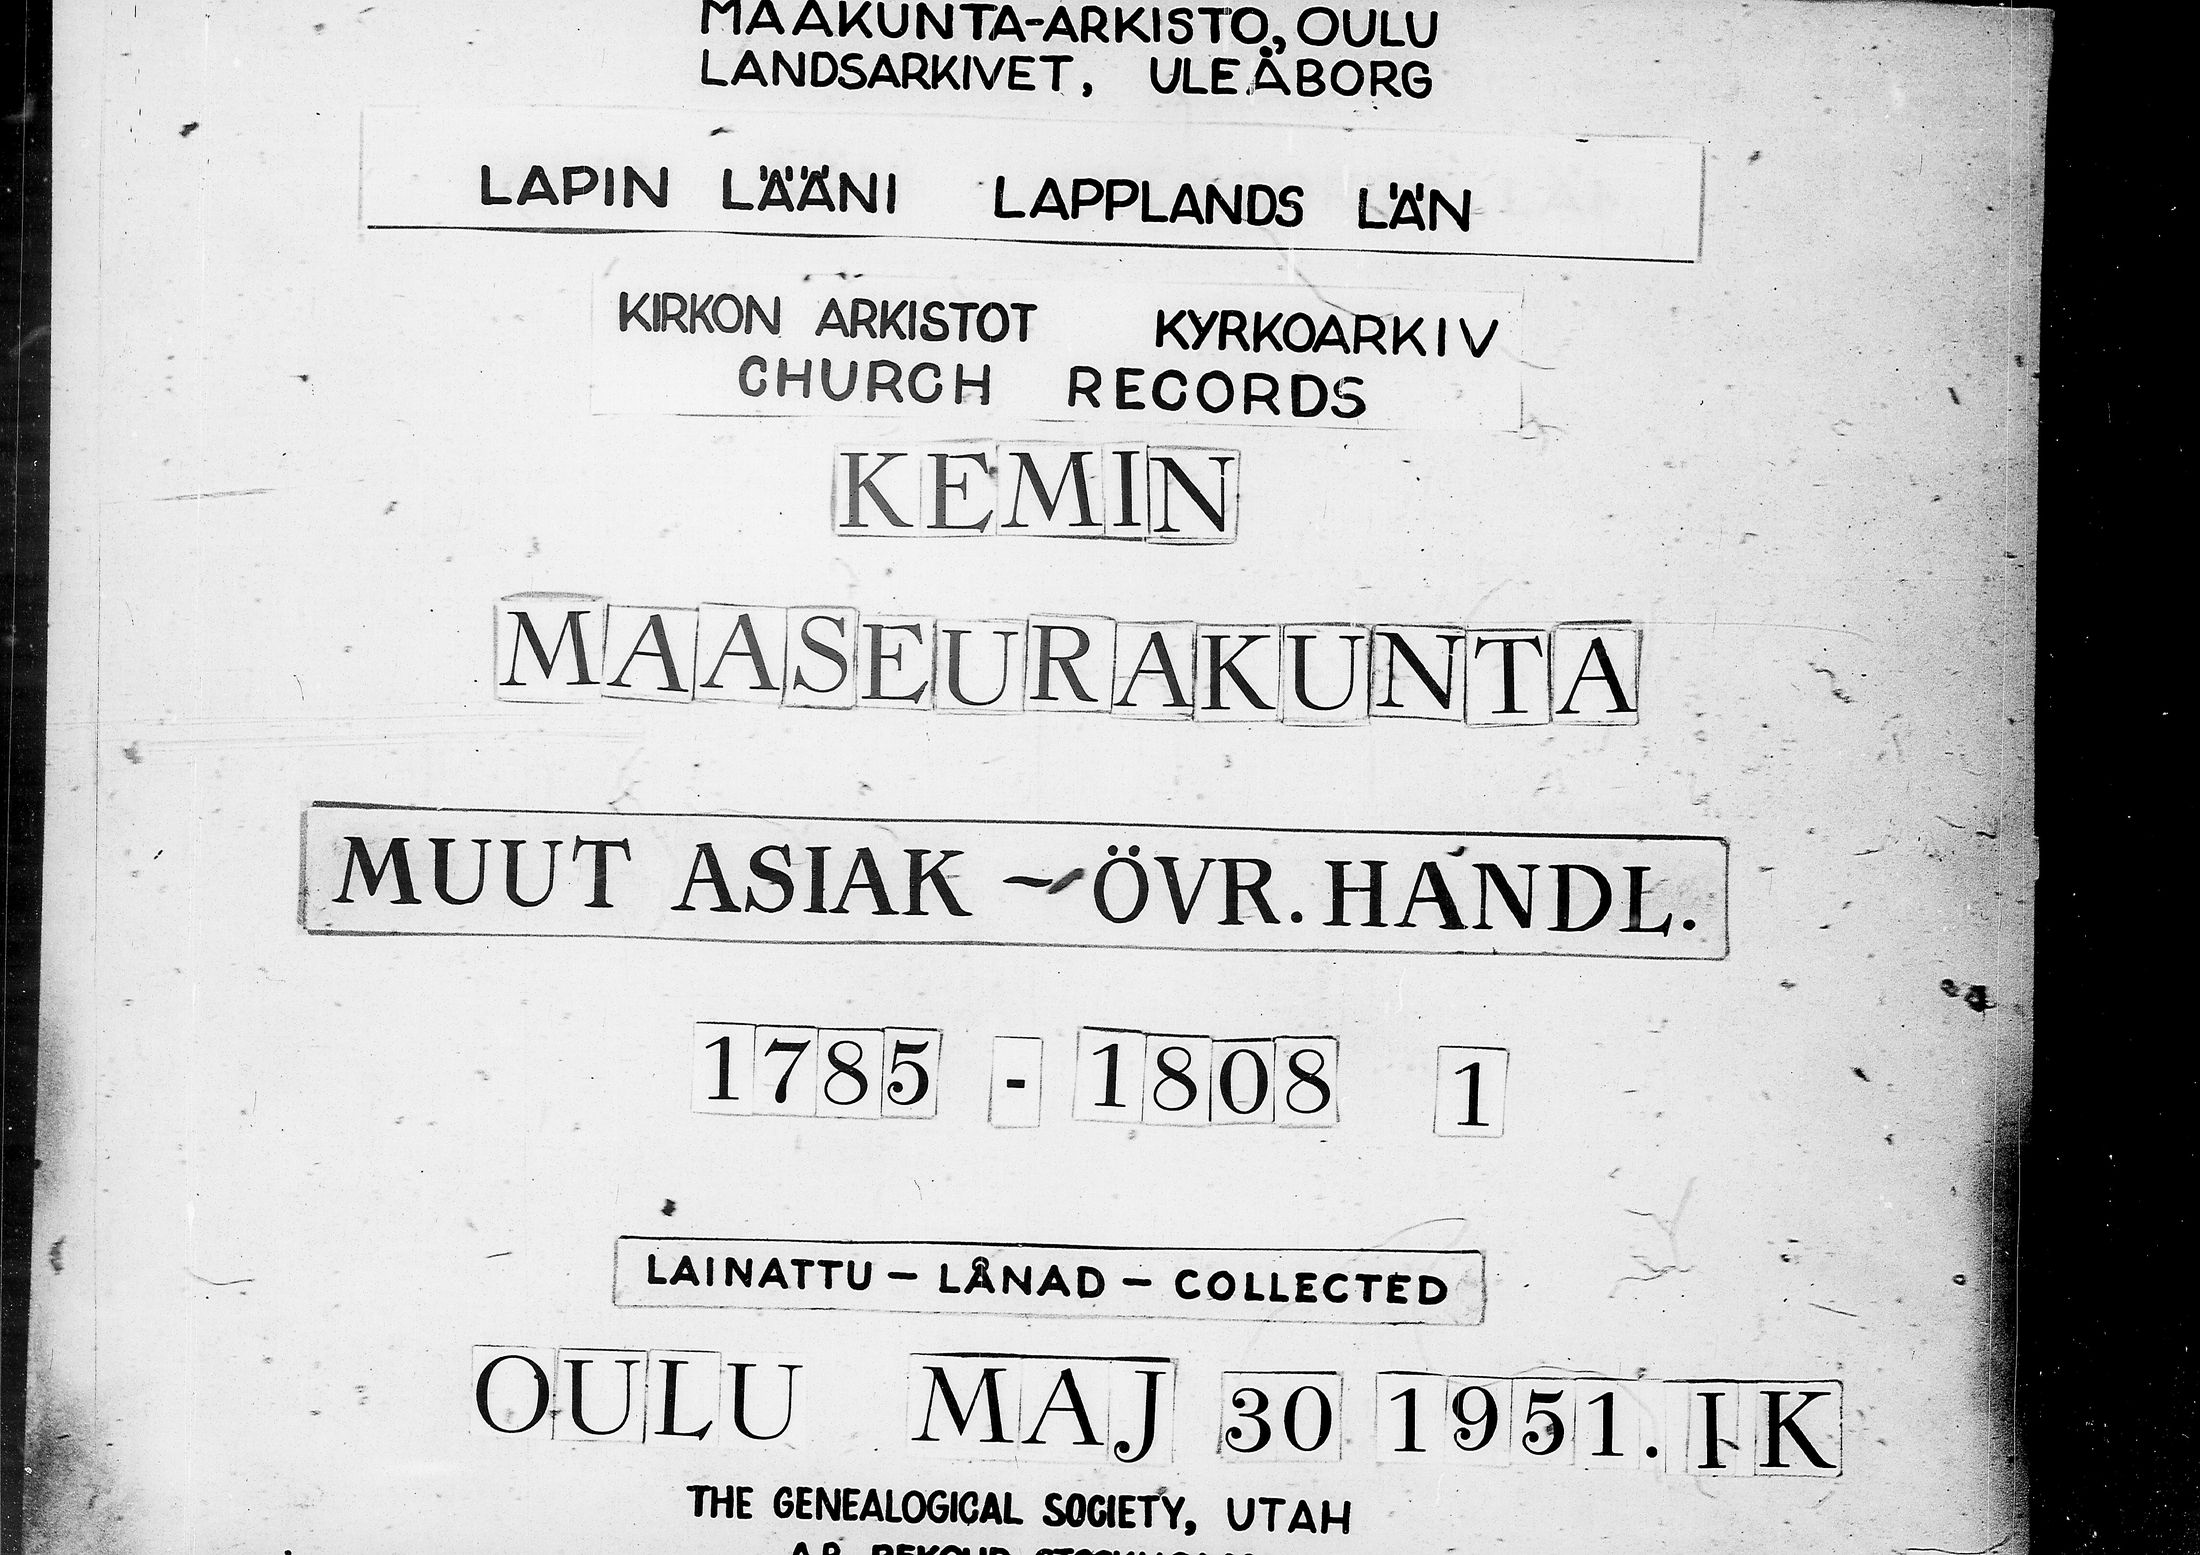 MAAKUNTA-ARKISTO, OULU
LANDSARKIVET, ULEÅBORG
LAPIN LÄÄNI LAPPLANDS LÄN
KIRKON ARKISTOT KYRKOARKIV
CHURCH RECORDS
KEMIN
MAASEURAKUNTA
MUUT ASIAK - ÖVR. HANDL.
1785 - 1808 1
LAINATTU - LÅNAD - COLLECTED
OULU MAJ 30 1951. IK
THE GENEALOGICAL SOCIETY, UTAH